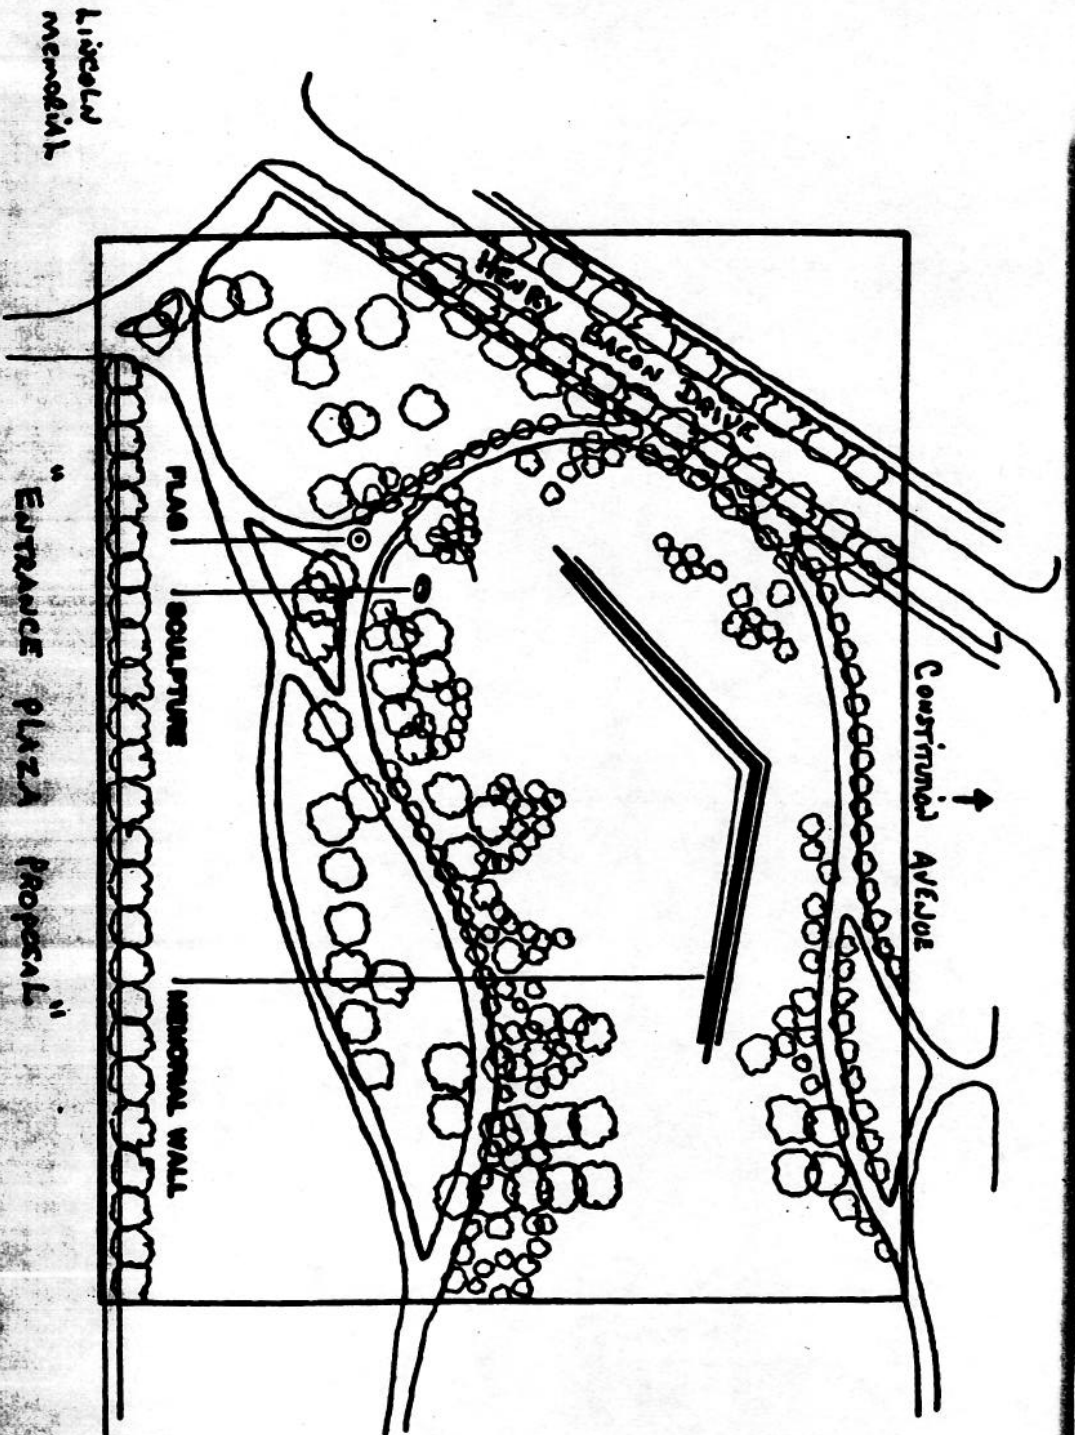 Constitution Avenue
HENRY BACON DRIVE
FLAG
SCULPTURE
MEMORIAL WALL
Lincoln
memorial
" ENTRANCE PLAZA PROPOSAL "